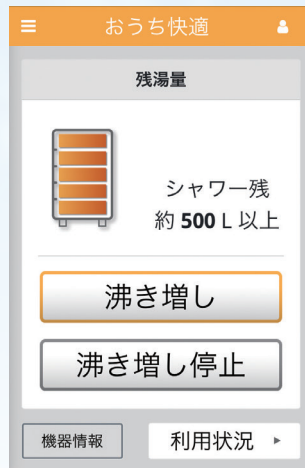 おうち快適
残湯量
シャワー残
約 500 L 以上
沸き増し
沸き増し停止
機器情報
利用状況